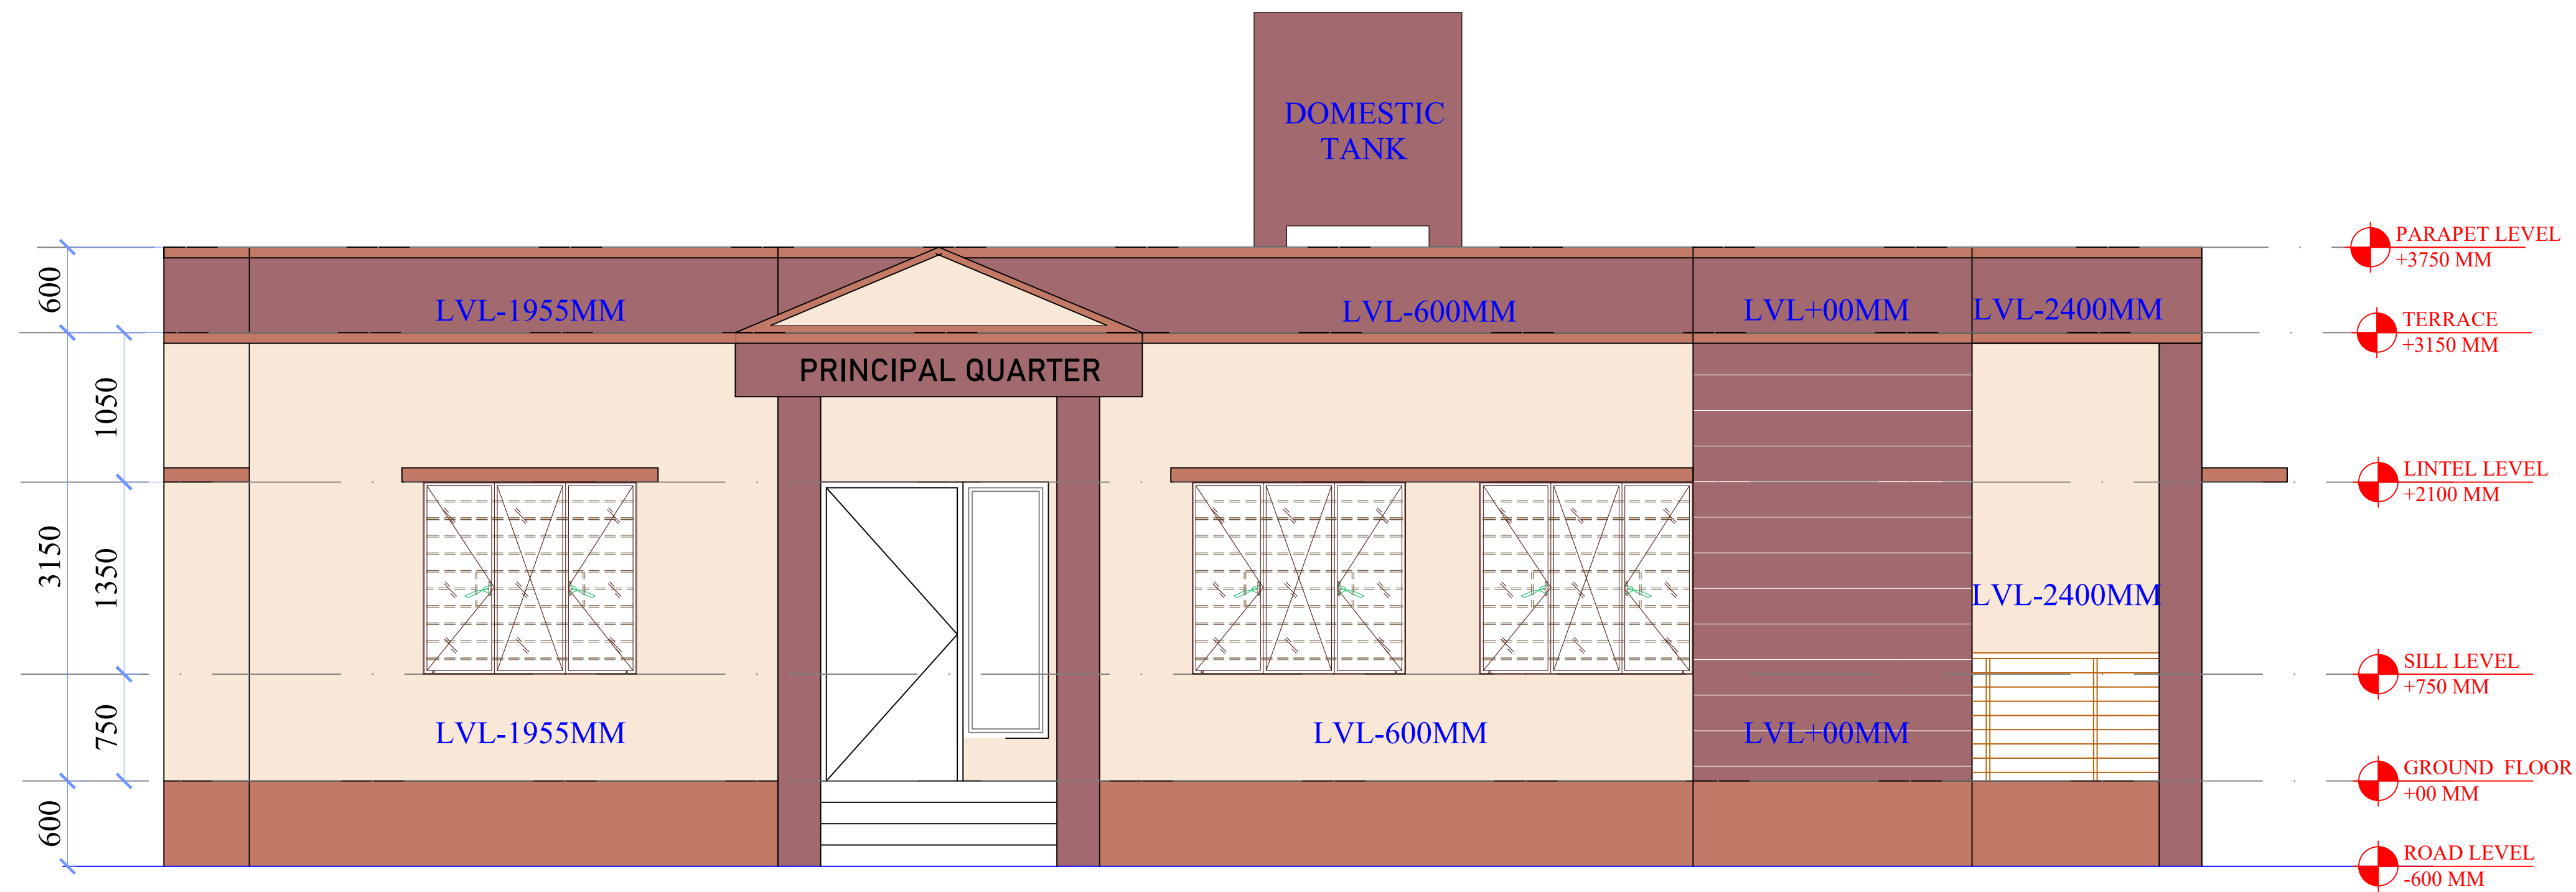 DOMESTIC
TANK
PARAPET LEVEL
+3750 MM
600
LVL-1955MM
LVL-600MM
LVL+00MM
LVL-2400MM
TERRACE
+3150 MM
PRINCIPAL QUARTER
1050
LINTEL LEVEL
+2100 MM
3150
1350
LVL-2400MM
SILL LEVEL
+750 MM
750
LVL-1955MM
LVL-600MM
LVL+00MM
GROUND FLOOR
+00 MM
600
ROAD LEVEL
-600 MM